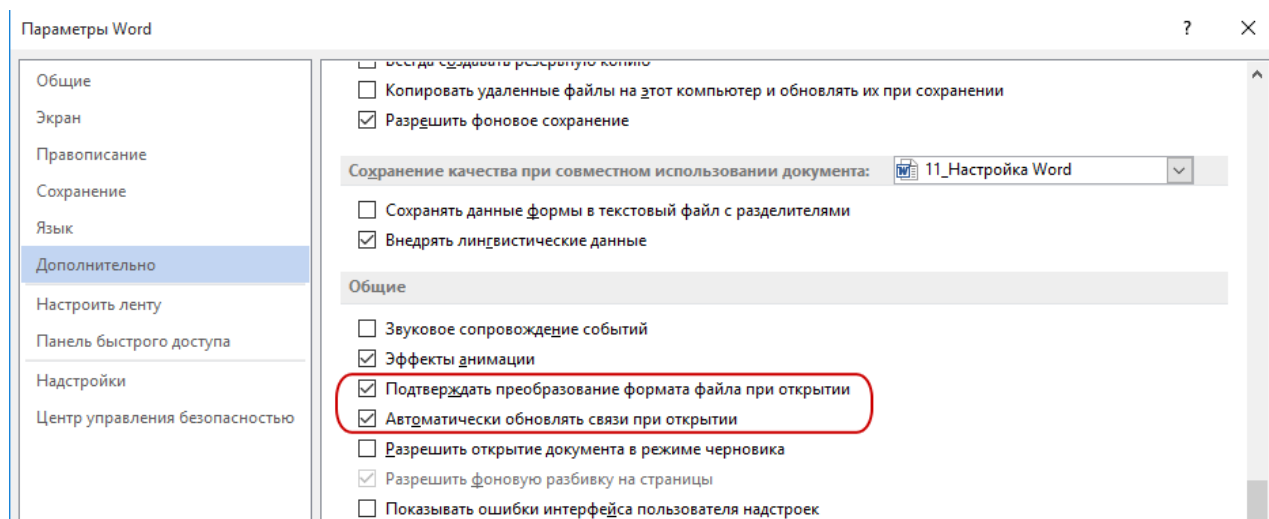 Параметры Word
?
Общие
Экран
Правописание
Сохранение
Язык
Дополнительно
Настроить ленту
Панель быстрого доступа
Надстройки
Центр управления безопасностью
Всегда создавать резервную копию
Копировать удаленные файлы на этот компьютер и обновлять их при сохранении
Разрешить фоновое сохранение
Сохранение качества при совместном использовании документа: 11_Настройка Word
Сохранять данные формы в текстовый файл с разделителями
Внедрять лингвистические данные
Общие
Звуковое сопровождение событий
Эффекты анимации
Подтверждать преобразование формата файла при открытии
Автоматически обновлять связи при открытии
Разрешить открытие документа в режиме черновика
Разрешить фоновую разбивку на страницы
Показывать ошибки интерфейса пользователя надстроек